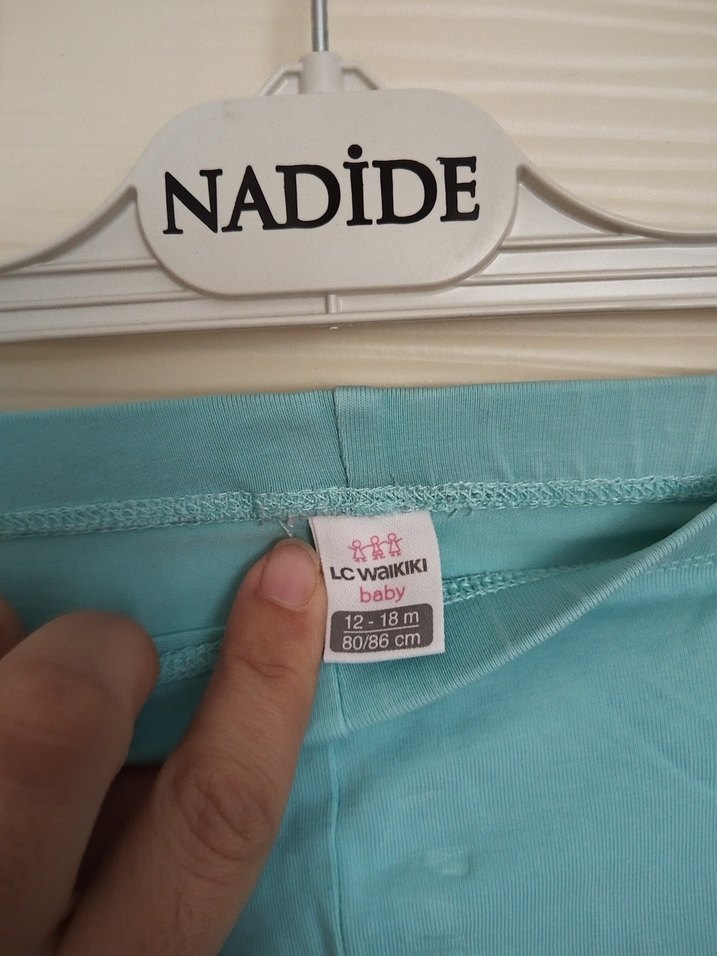 NADİDE
LC WAIKIKI
baby
12 - 18 m
80/86 cm